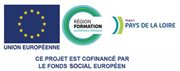 RÉGION
FORMATION
Région
PAYS DE LA LOIRE
UNION EUROPÉENNE
CE PROJET EST COFINANCÉ PAR
LE FONDS SOCIAL EUROPÉEN